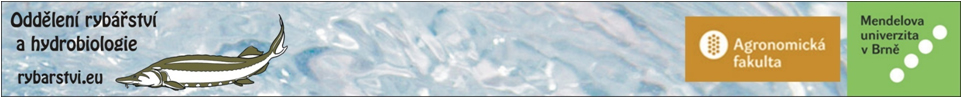 Oddělení rybářství
a hydrobiologie
rybarstvi.eu
Agronomická
fakulta
Mendelova
univerzita
v Brně